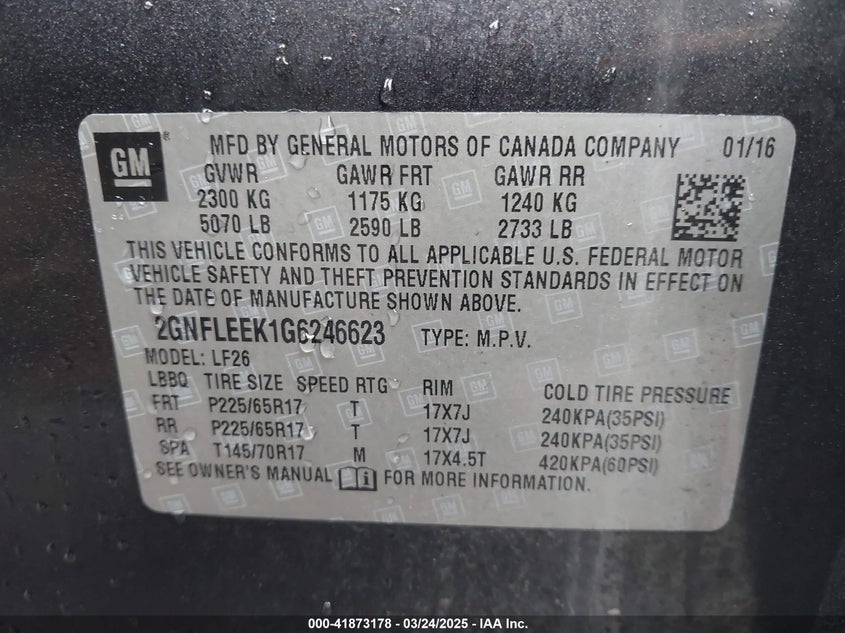 GM ® MFD BY GENERAL MOTORS OF CANADA COMPANY 01/16
GVWR GAWR FRT GAWR RR
2300 KG 1175 KG 1240 KG
5070 LB 2590 LB 2733 LB
THIS VEHICLE CONFORMS TO ALL APPLICABLE U.S. FEDERAL MOTOR
VEHICLE SAFETY AND THEFT PREVENTION STANDARDS IN EFFECT ON
THE DATE OF MANUFACTURE SHOWN ABOVE.
2GNFLEEK1G6246623 TYPE: M.P.V.
MODEL: LF26
LBBQ TIRE SIZE SPEED RTG RIM COLD TIRE PRESSURE
FRT P225/65R17 T 17X7J 240KPA(35PSI)
RR P225/65R17 T 17X7J 240KPA(35PSI)
SPA T145/70R17 M 17X4.5T 420KPA(60PSI)
SEE OWNER'S MANUAL FOR MORE INFORMATION.
000-41873178 - 03/24/2025 - IAA Inc.